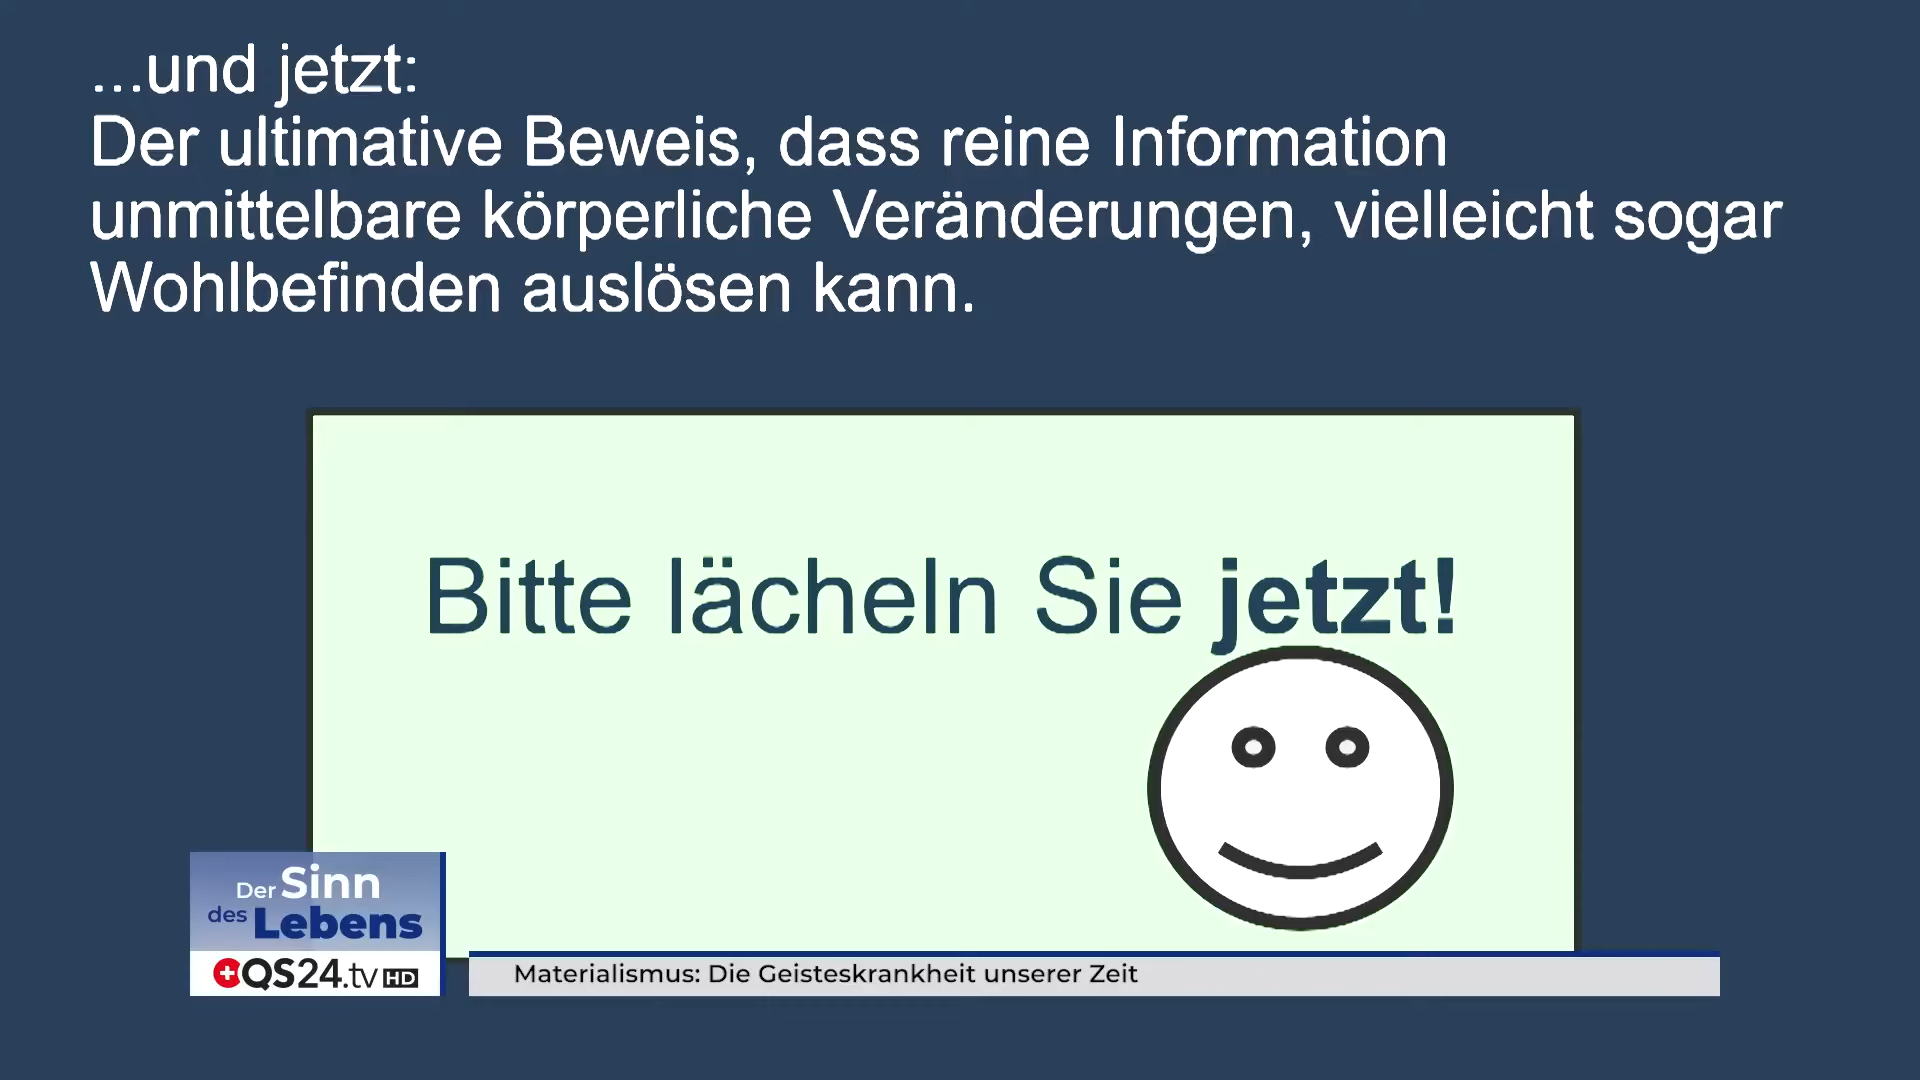 ...und jetzt:
Der ultimative Beweis, dass reine Information
unmittelbare körperliche Veränderungen, vielleicht sogar
Wohlbefinden auslösen kann.
Bitte lächeln Sie jetzt!
Der Sinn
des Lebens
QS24.tv HD
Materialismus: Die Geisteskrankheit unserer Zeit